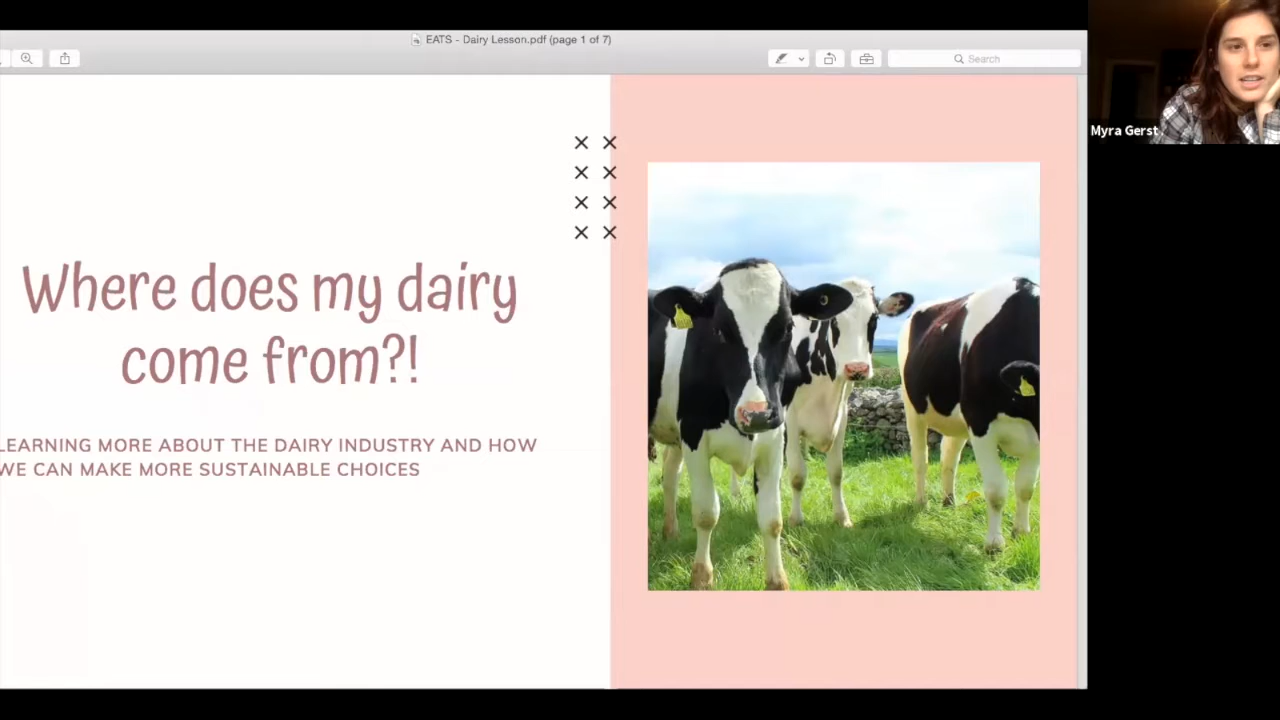 EATS - Dairy Lesson.pdf (page 1 of 7)
Search
Myra Gerst
Where does my dairy
come from?!
LEARNING MORE ABOUT THE DAIRY INDUSTRY AND HOW
WE CAN MAKE MORE SUSTAINABLE CHOICES